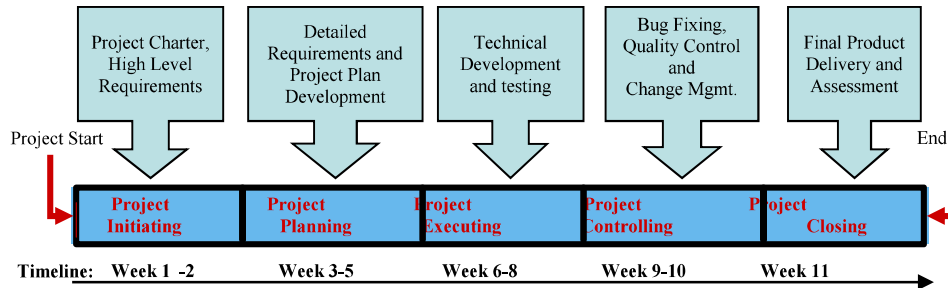 Project Charter,
High Level
Requirements
Detailed
Requirements and
Project Plan
Development
Technical
Development
and testing
Bug Fixing,
Quality Control
and
Change Mgmt.
Final Product
Delivery and
Assessment
Project Start
End
Project
Initiating
Project
Planning
Project
Executing
Project
Controlling
Project
Closing
Timeline: Week 1 -2 Week 3-5 Week 6-8 Week 9-10 Week 11